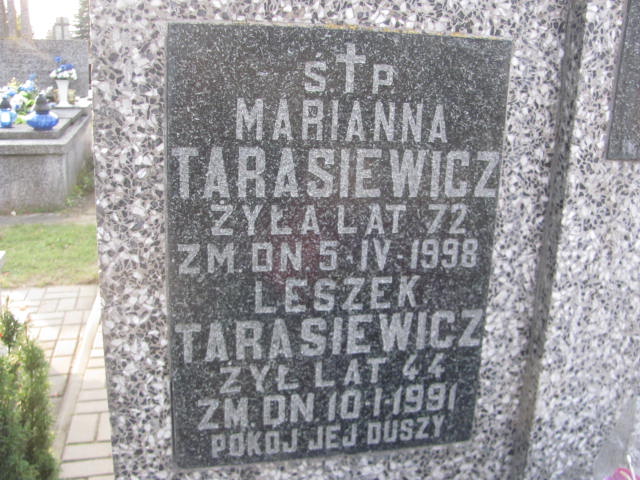 Ś P
MARIANNA
TARASIEWICZ
ŻYŁA LAT 72
ZM. DN 5-IV-1998
LESZEK
TARASIEWICZ
ŻYŁ LAT 44
ZM. DN 10-I-1991
POKÓJ JEJ DUSZY